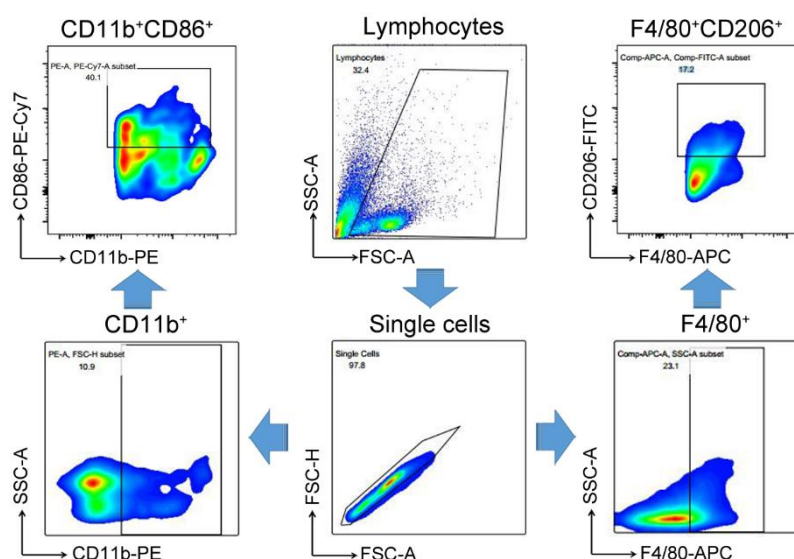 CD11b⁺CD86⁺
PE-A, PE-Cy7-A subset
40.1
CD86-PE-Cy7
CD11b-PE
Lymphocytes
Lymphocytes
32.4
SSC-A
FSC-A
F4/80⁺CD206⁺
Comp-APC-A, Comp-FITC-A subset
17.2
CD206-FITC
F4/80-APC
CD11b⁺
PE-A, FSC-H subset
10.9
SSC-A
CD11b-PE
Single cells
Single Cells
97.8
FSC-H
FSC-A
F4/80⁺
Comp-APC-A, SSC-A subset
23.1
SSC-A
F4/80-APC